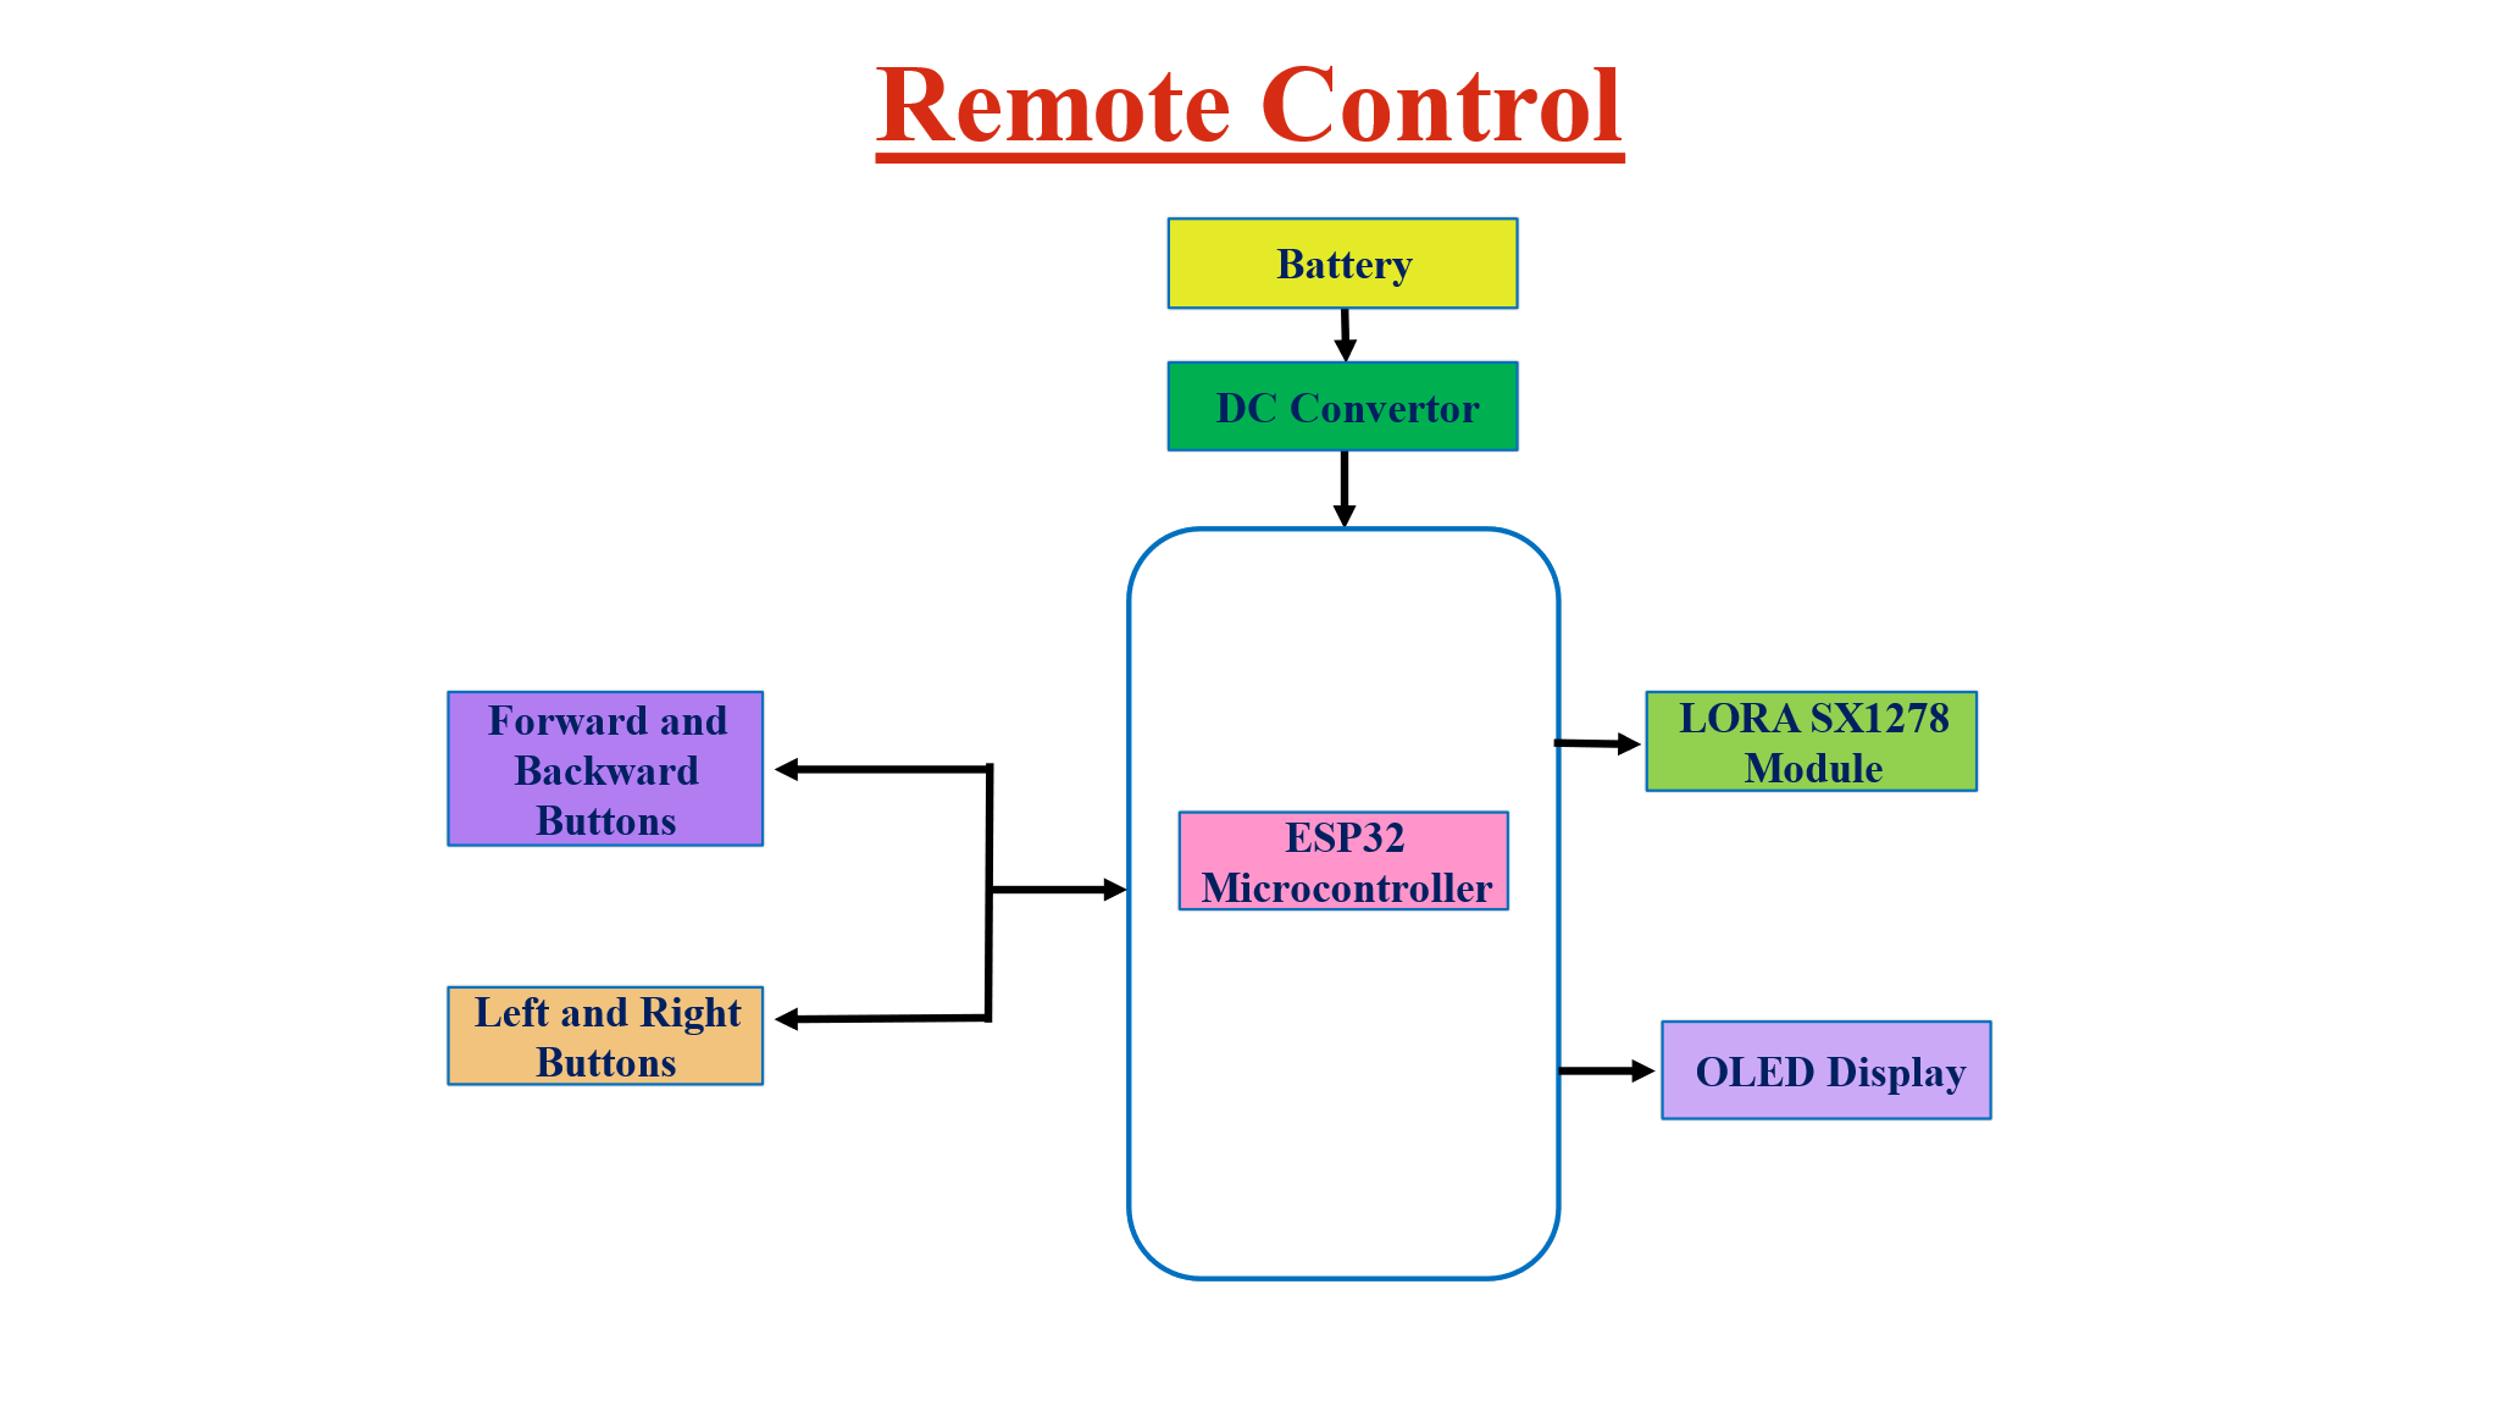 Remote Control
Battery
DC Convertor
Forward and
Backward
Buttons
LORA SX1278
Module
ESP32
Microcontroller
Left and Right
Buttons
OLED Display